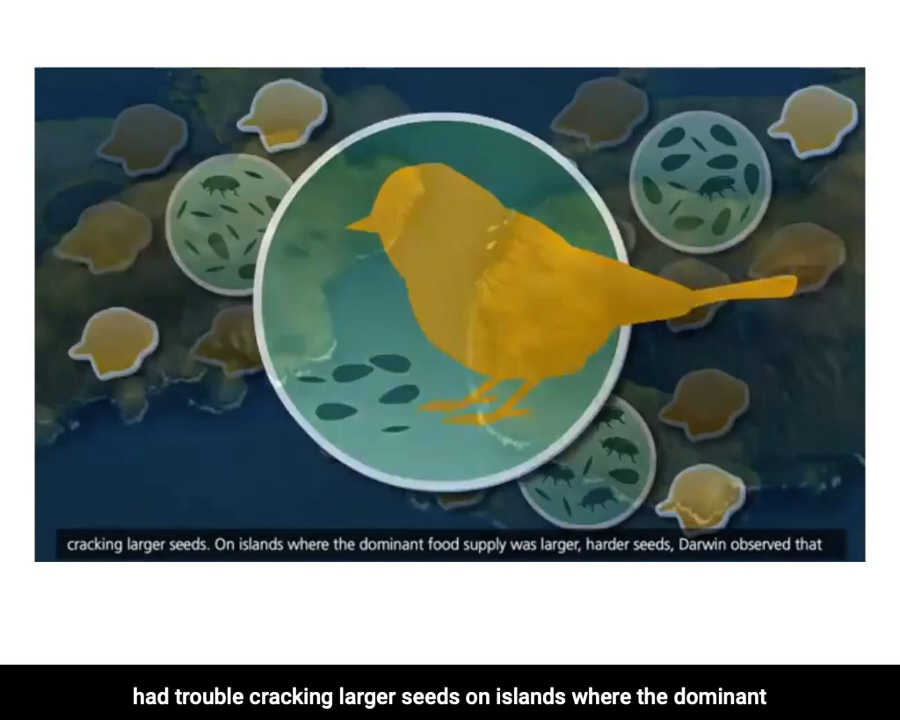 cracking larger seeds. On islands where the dominant food supply was larger, harder seeds, Darwin observed that
had trouble cracking larger seeds on islands where the dominant